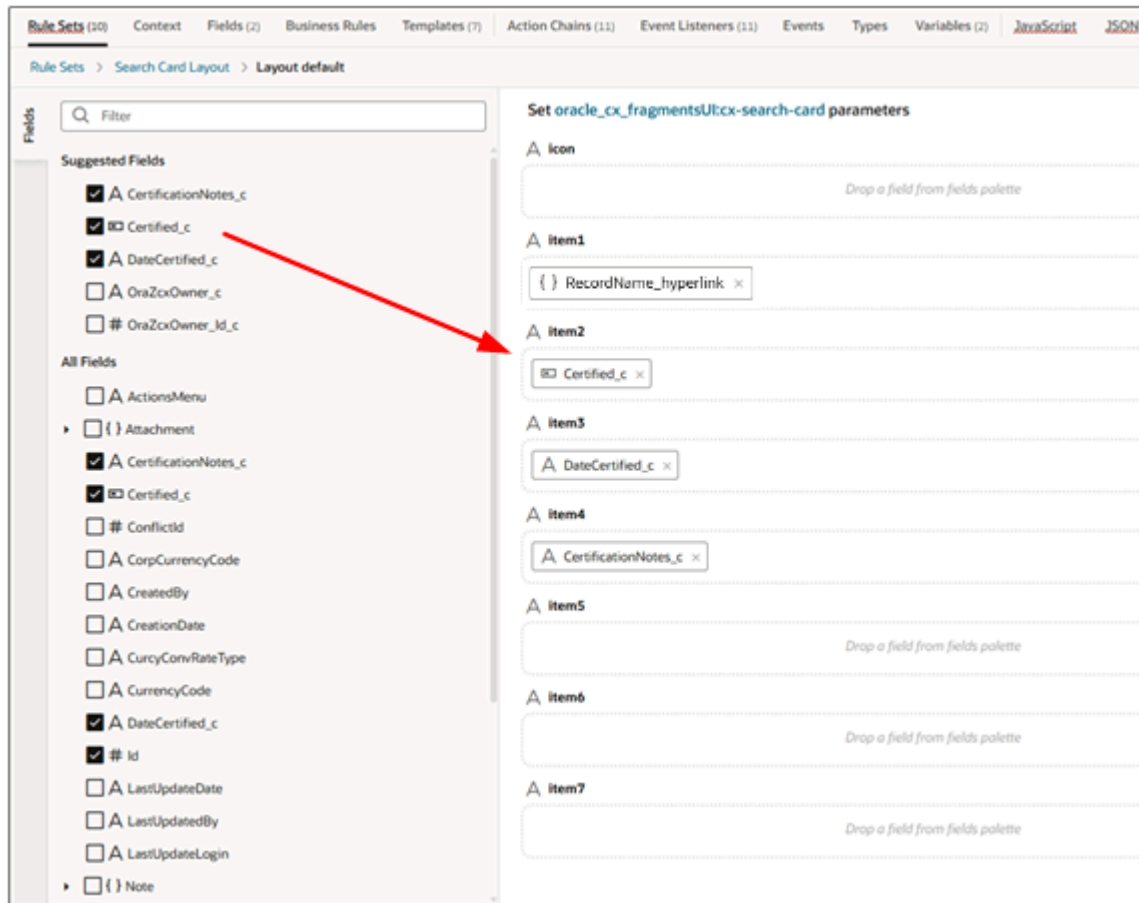 Rule Sets (10) Context Fields (2) Business Rules Templates (7) Action Chains (11) Event Listeners (11) Events Types Variables (2) JavaScript JSON
Rule Sets > Search Card Layout > Layout default
Fields
Filter
Suggested Fields
CertificationNotes_c
Certified_c
DateCertified_c
OraZcxOwner_c
# OraZcxOwner_Id_c
All Fields
ActionsMenu
{ } Attachment
CertificationNotes_c
Certified_c
# ConflictId
CorpCurrencyCode
CreatedBy
CreationDate
CurcyConvRateType
CurrencyCode
DateCertified_c
# Id
LastUpdateDate
LastUpdatedBy
LastUpdateLogin
{ } Note
Set oracle_cx_fragmentsUI:cx-search-card parameters
icon
Drop a field from fields palette
item1
{ } RecordName_hyperlink ×
item2
Certified_c ×
item3
DateCertified_c ×
item4
CertificationNotes_c ×
item5
Drop a field from fields palette
item6
Drop a field from fields palette
item7
Drop a field from fields palette